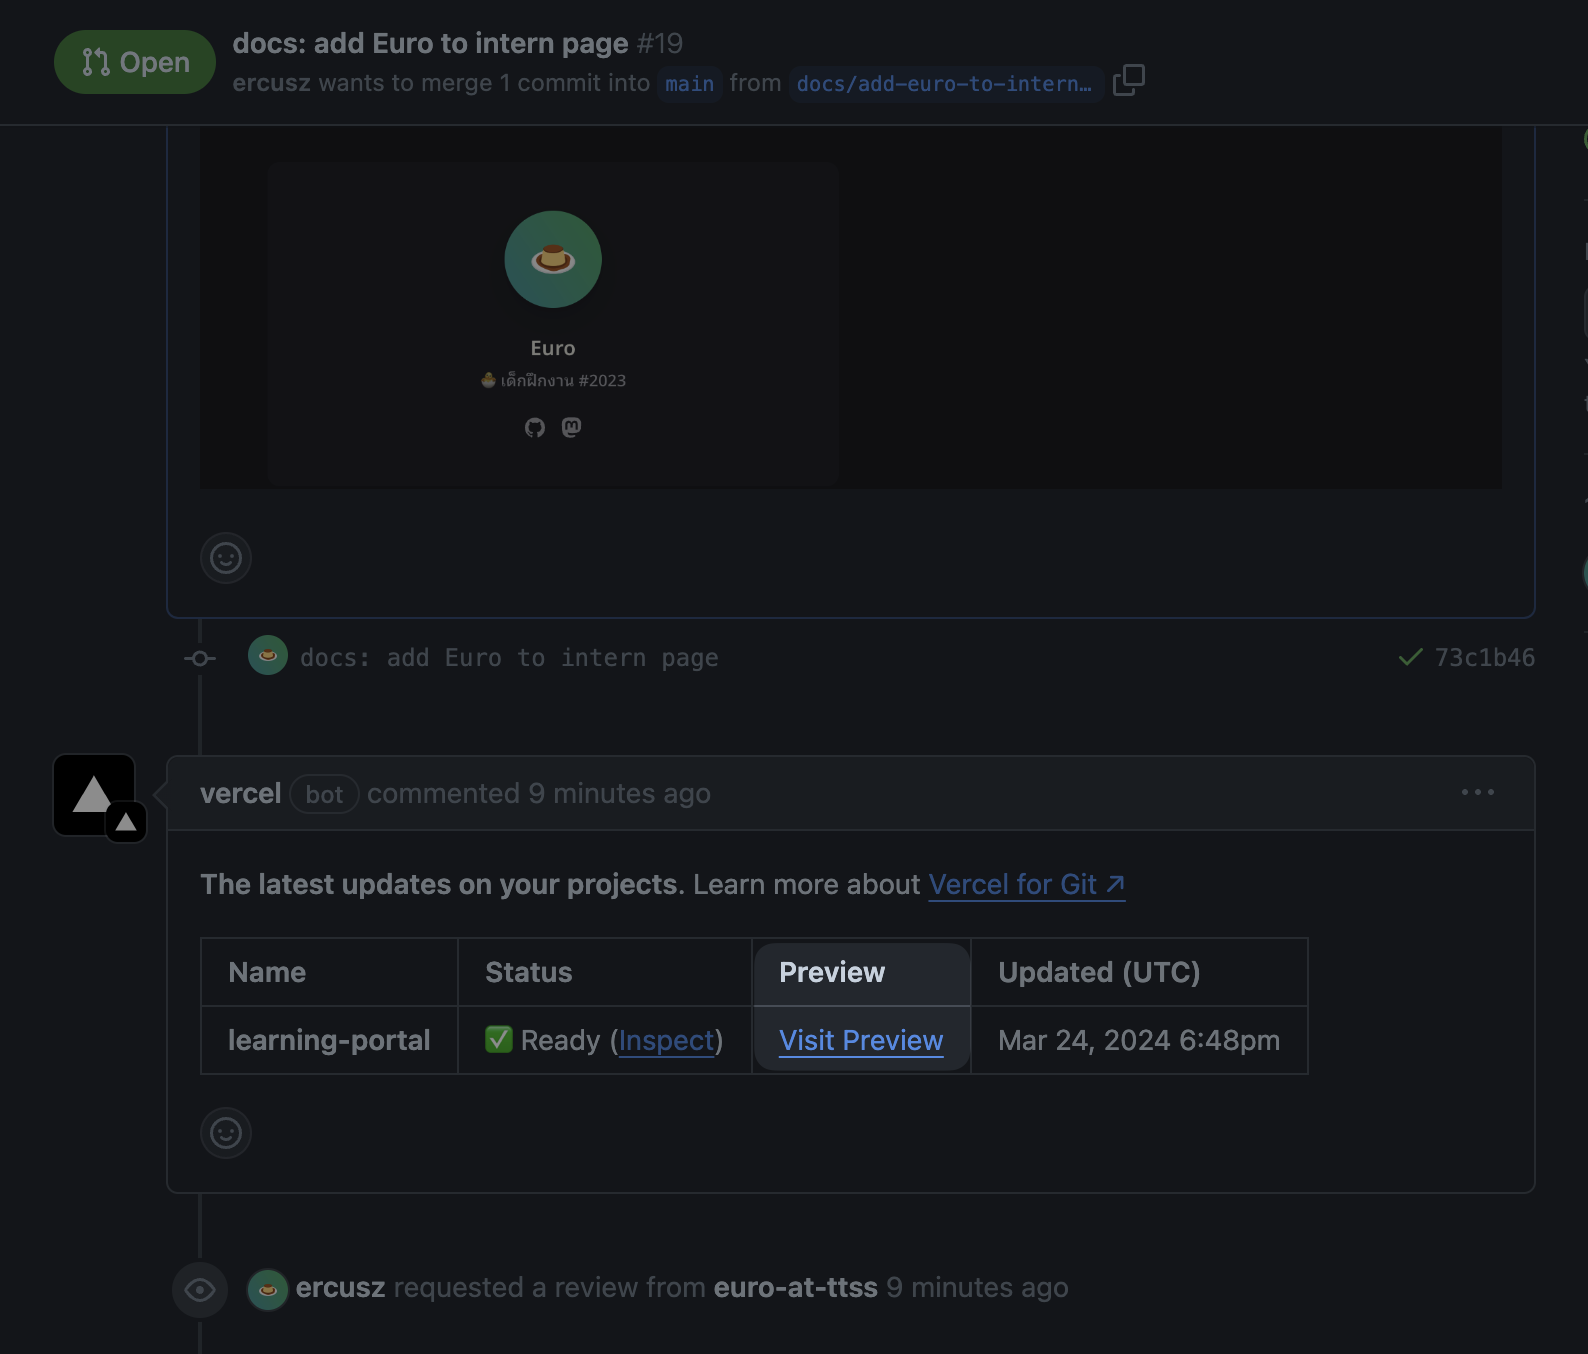 Open
docs: add Euro to intern page #19
ercusz wants to merge 1 commit into main from docs/add-euro-to-intern…
Euro
🐣 เด็กฝึกงาน #2023
docs: add Euro to intern page
73c1b46
vercel bot commented 9 minutes ago
The latest updates on your projects. Learn more about Vercel for Git ↗
Name Status Preview Updated (UTC)
learning-portal ✅ Ready (Inspect) Visit Preview Mar 24, 2024 6:48pm
ercusz requested a review from euro-at-ttss 9 minutes ago